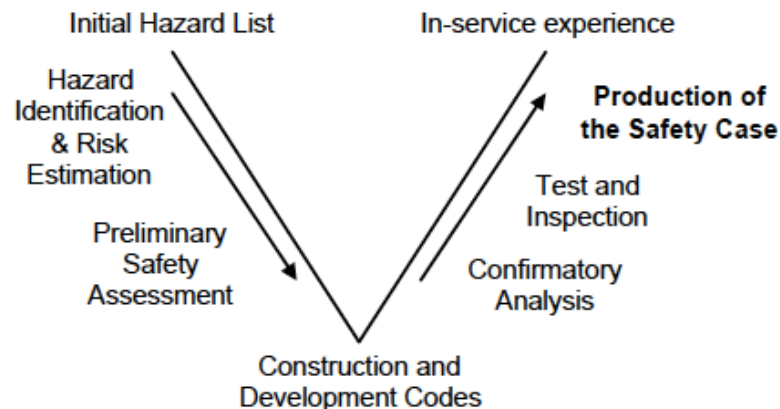 Initial Hazard List
In-service experience
Hazard
Identification
& Risk
Estimation
Production of
the Safety Case
Test and
Inspection
Preliminary
Safety
Assessment
Confirmatory
Analysis
Construction and
Development Codes